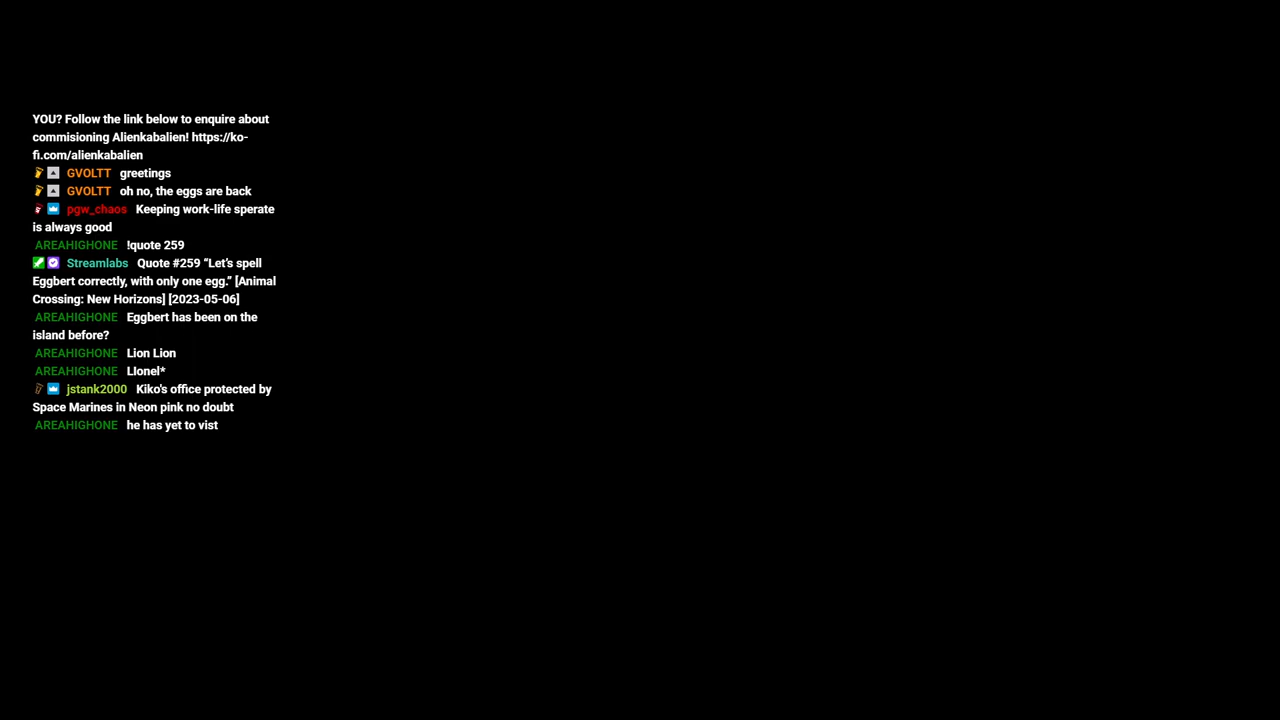 YOU? Follow the link below to enquire about
commisioning Alienkabalien! https://ko-
fi.com/alienkabalien
GVOLTT greetings
GVOLTT oh no, the eggs are back
pgw_chaos Keeping work-life sperate
is always good
AREAHIGHONE !quote 259
Streamlabs Quote #259 “Let’s spell
Eggbert correctly, with only one egg.” [Animal
Crossing: New Horizons] [2023-05-06]
AREAHIGHONE Eggbert has been on the
island before?
AREAHIGHONE Lion Lion
AREAHIGHONE LIonel*
jstank2000 Kiko's office protected by
Space Marines in Neon pink no doubt
AREAHIGHONE he has yet to vist